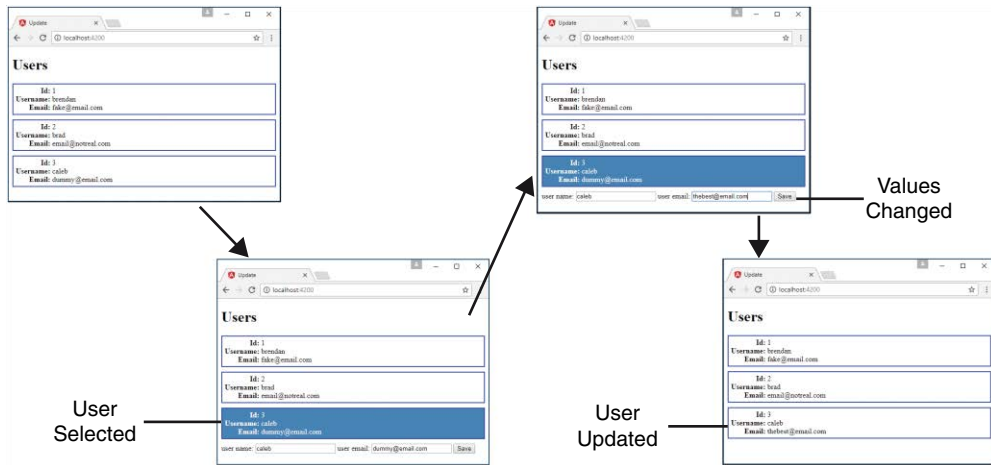 Update
localhost:4200
Users
Id: 1
Username: brendan
Email: fake@email.com
Id: 2
Username: brad
Email: email@notreal.com
Id: 3
Username: caleb
Email: dummy@email.com
Update
localhost:4200
Users
Id: 1
Username: brendan
Email: fake@email.com
Id: 2
Username: brad
Email: email@notreal.com
Id: 3
Username: caleb
Email: dummy@email.com
user name: caleb user email: dummy@email.com Save
User
Selected
Update
localhost:4200
Users
Id: 1
Username: brendan
Email: fake@email.com
Id: 2
Username: brad
Email: email@notreal.com
Id: 3
Username: caleb
Email: dummy@email.com
user name: caleb user email: thebest@email.com Save
Values
Changed
Update
localhost:4200
Users
Id: 1
Username: brendan
Email: fake@email.com
Id: 2
Username: brad
Email: email@notreal.com
Id: 3
Username: caleb
Email: thebest@email.com
User
Updated